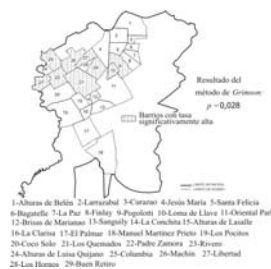 Resultado del
método de Grimson:
p = 0,028
Barrios con tasa
significativamente alta
1-Alturas de Belén 2-Larrazabal 3-Curazao 4-Jesús María 5-Santa Felicia
6-Bagatelle 7-La Paz 8-Finlay 9-Pogolotti 10-Loma de Llave 11-Oriental Park
12-Brisas de Marianao 13-Sanguily 14-La Conchita 15-Alturas de Lasalle
16-La Clarisa 17-El Palmar 18-Manuel Martínez Prieto 19-Los Pocitos
20-Coco Solo 21-Los Quemados 22-Padre Zamora 23-Rivero
24-Alturas de Luisa Quijano 25-Columbia 26-Machín 27-Libertad
28-Los Hornos 29-Buen Retiro